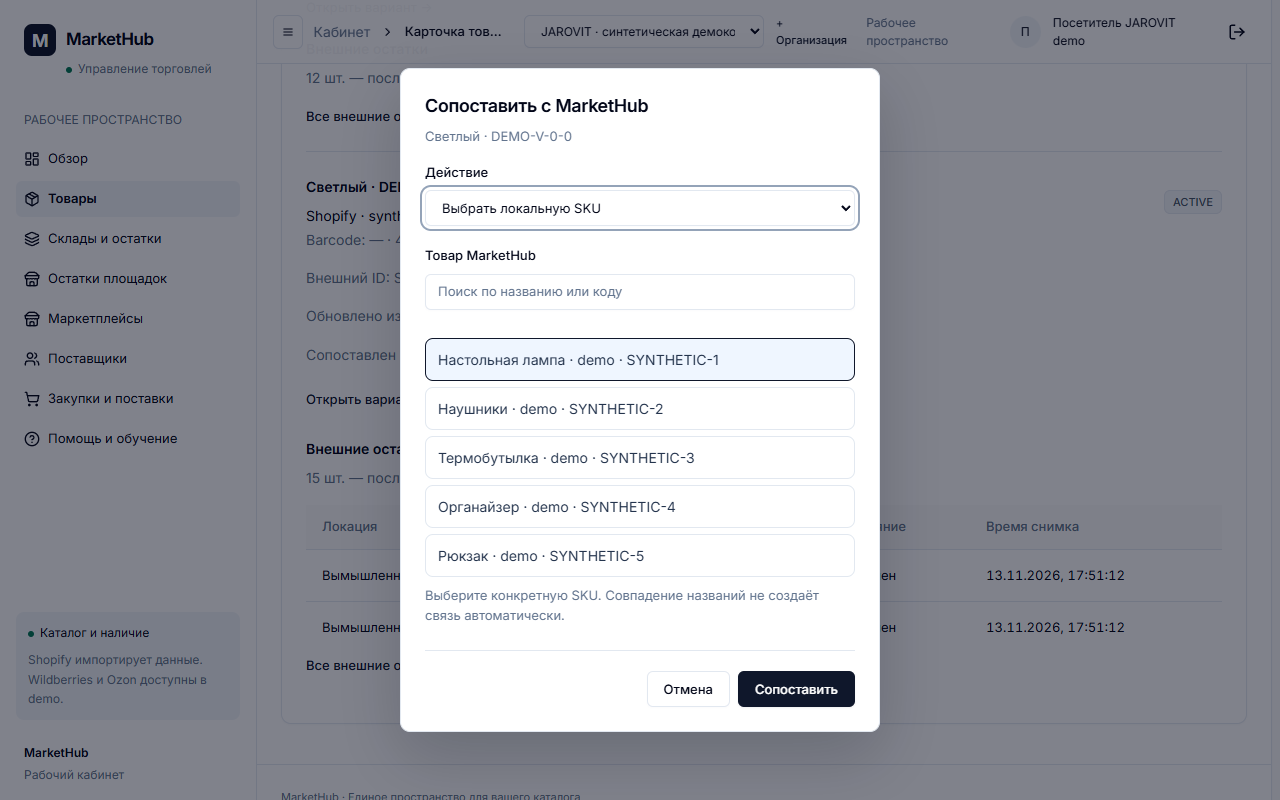 M MarketHub
Управление торговлей
РАБОЧЕЕ ПРОСТРАНСТВО
Обзор
Товары
Склады и остатки
Остатки площадок
Маркетплейсы
Поставщики
Закупки и поставки
Помощь и обучение
Каталог и наличие
Shopify импортирует данные.
Wildberries и Ozon доступны в
demo.
MarketHub
Рабочий кабинет
Кабинет
Карточка тов...
JAROVIT · синтетическая демоко
+
Организация
Рабочее
пространство
П
Посетитель JAROVIT
demo
12 шт. — посл
Все внешние о
Светлый · DE
ACTIVE
Shopify · synt
Barcode: — ·
Внешний ID: S
Обновлено из
Сопоставлен
Открыть вариа
Внешние оста
15 шт. — посл
Локация
Время снимка
Вымышленн
ен
13.11.2026, 17:51:12
Вымышленн
ен
13.11.2026, 17:51:12
Все внешние о
MarketHub · Единое пространство для вашего каталога
Сопоставить с MarketHub
Светлый · DEMO-V-0-0
Действие
Выбрать локальную SKU
Товар MarketHub
Поиск по названию или коду
Настольная лампа · demo · SYNTHETIC-1
Наушники · demo · SYNTHETIC-2
Термобутылка · demo · SYNTHETIC-3
Органайзер · demo · SYNTHETIC-4
Рюкзак · demo · SYNTHETIC-5
Выберите конкретную SKU. Совпадение названий не создаёт
связь автоматически.
Отмена
Сопоставить